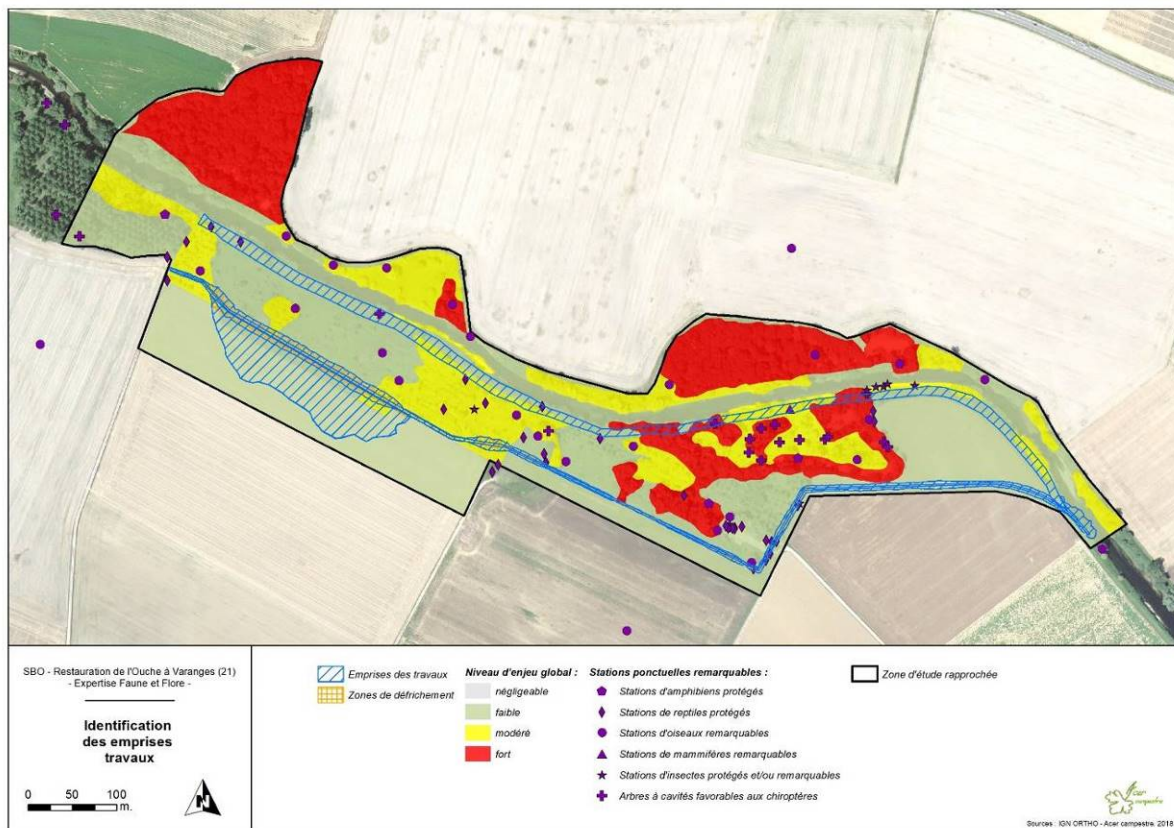 SBO - Restauration de l'Ouche à Varanges (21)
- Expertise Faune et Flore -
Identification
des emprises
travaux
0 50 100
m.
N
Emprises des travaux
Zones de défrichement
Niveau d'enjeu global :
négligeable
faible
modéré
fort
Stations ponctuelles remarquables :
Stations d'amphibiens protégés
Stations de reptiles protégés
Stations d'oiseaux remarquables
Stations de mammifères remarquables
Stations d'insectes protégés et/ou remarquables
Arbres à cavités favorables aux chiroptères
Zone d'étude rapprochée
acer
campestre
Sources : IGN ORTHO - Acer campestre, 2018